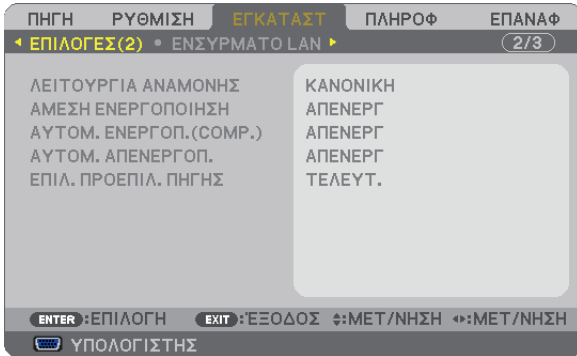 ΠΗΓΗ ΡΥΘΜΙΣΗ ΕΓΚΑΤΑΣΤ ΠΛΗΡΟΦ ΕΠΑΝΑΦ
ΕΠΙΛΟΓΕΣ(2) • ΕΝΣΥΡΜΑΤΟ LAN 2/3
ΛΕΙΤΟΥΡΓΙΑ ΑΝΑΜΟΝΗΣ ΚΑΝΟΝΙΚΗ
ΑΜΕΣΗ ΕΝΕΡΓΟΠΟΙΗΣΗ ΑΠΕΝΕΡΓ
ΑΥΤΟΜ. ΕΝΕΡΓΟΠ.(COMP.) ΑΠΕΝΕΡΓ
ΑΥΤΟΜ. ΑΠΕΝΕΡΓΟΠ. ΑΠΕΝΕΡΓ
ΕΠΙΛ. ΠΡΟΕΠΙΛ. ΠΗΓΗΣ ΤΕΛΕΥΤ.
ENTER :ΕΠΙΛΟΓΗ EXIT :ΈΞΟΔΟΣ :ΜΕΤ/ΝΗΣΗ :ΜΕΤ/ΝΗΣΗ
ΥΠΟΛΟΓΙΣΤΗΣ